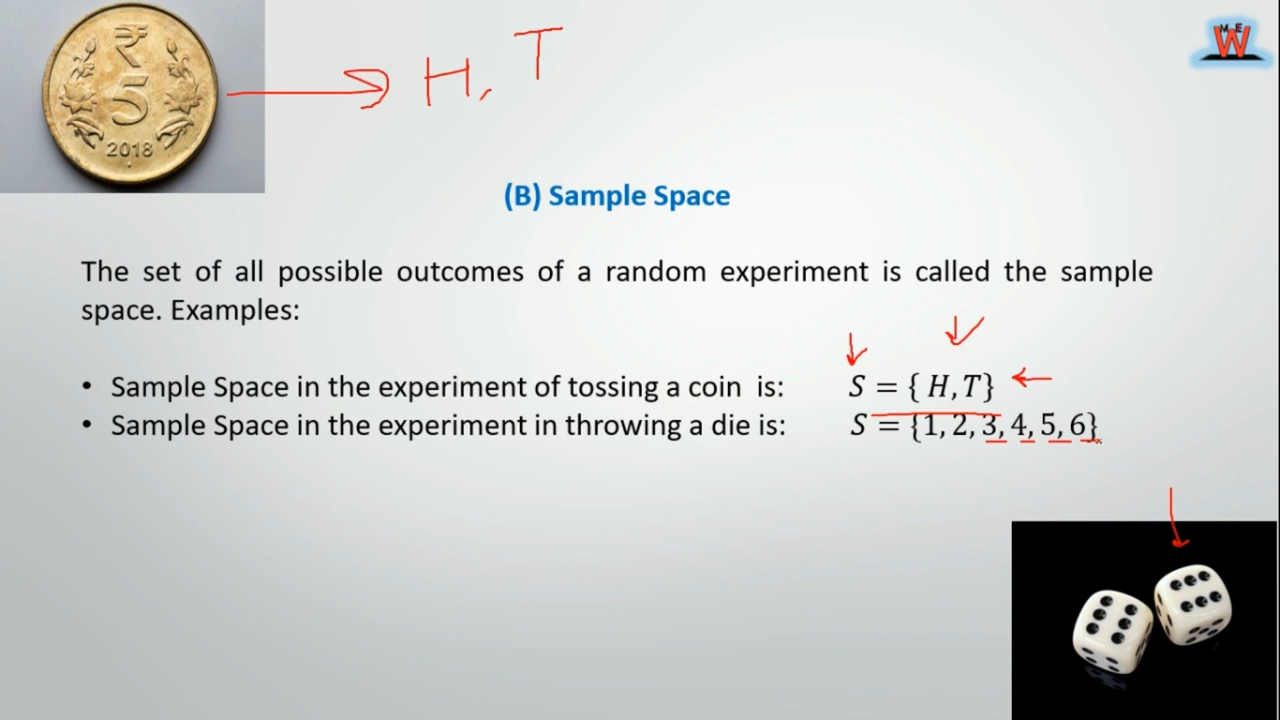 ₹
5
2018
H, T
M E
W
(B) Sample Space
The set of all possible outcomes of a random experiment is called the sample
space. Examples:
• Sample Space in the experiment of tossing a coin is: S = { H, T}
• Sample Space in the experiment in throwing a die is: S = {1, 2, 3, 4, 5, 6}